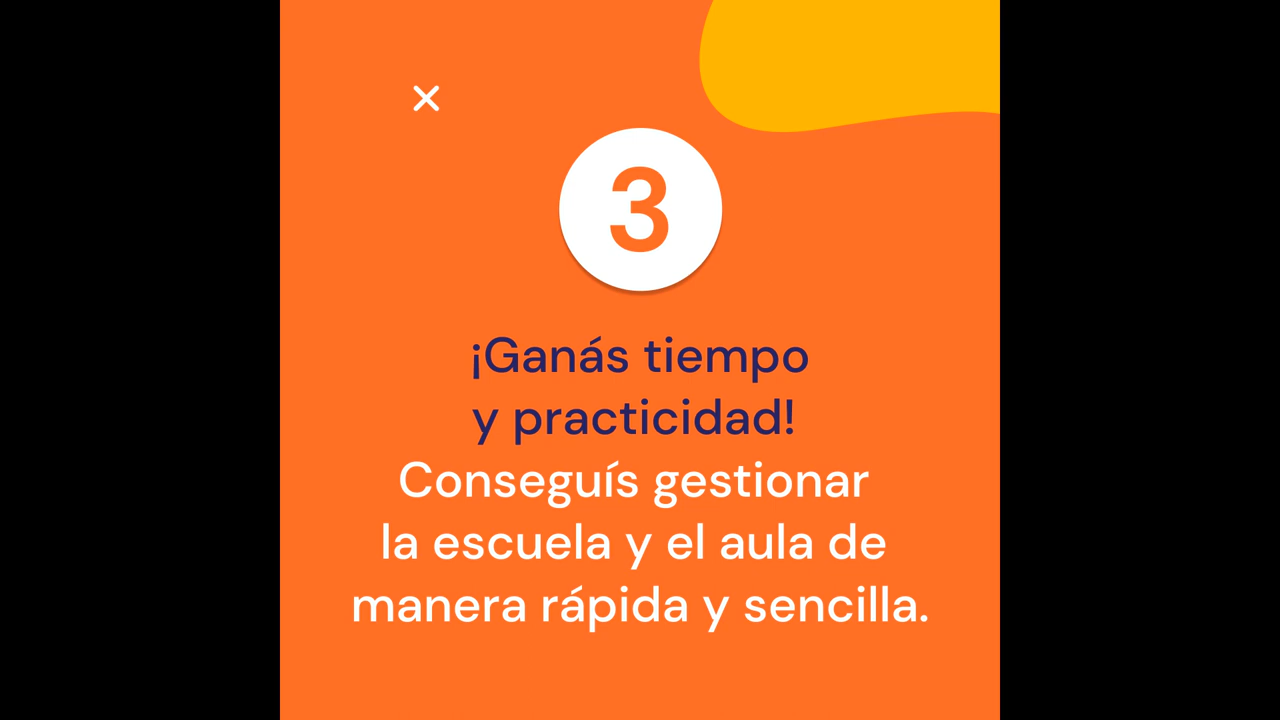 3
¡Ganás tiempo
y practicidad!
Conseguís gestionar
la escuela y el aula de
manera rápida y sencilla.